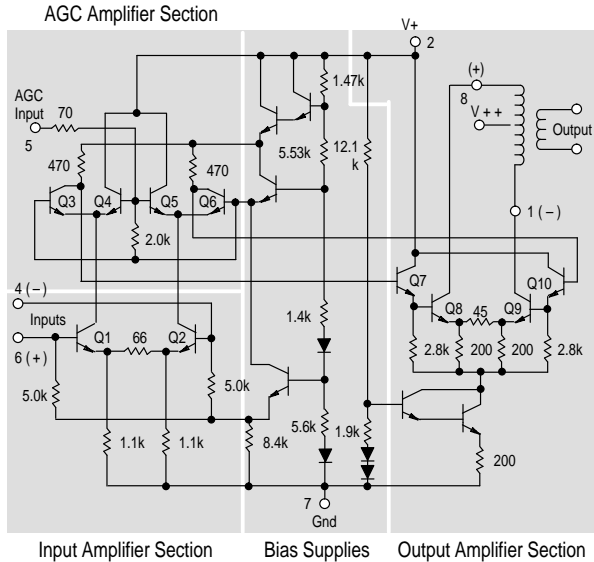 AGC Amplifier Section
V+
2
AGC
Input
5
70
1.47k
(+)
8
V++
Output
470
470
5.53k
12.1
k
Q3
Q4
Q5
Q6
2.0k
1 (–)
4 (–)
Inputs
6 (+)
Q1
66
Q2
5.0k
5.0k
1.1k
1.1k
8.4k
1.4k
5.6k
1.9k
Q7
Q8
45
Q9
Q10
2.8k
200
200
2.8k
200
7
Gnd
Input Amplifier Section
Bias Supplies
Output Amplifier Section